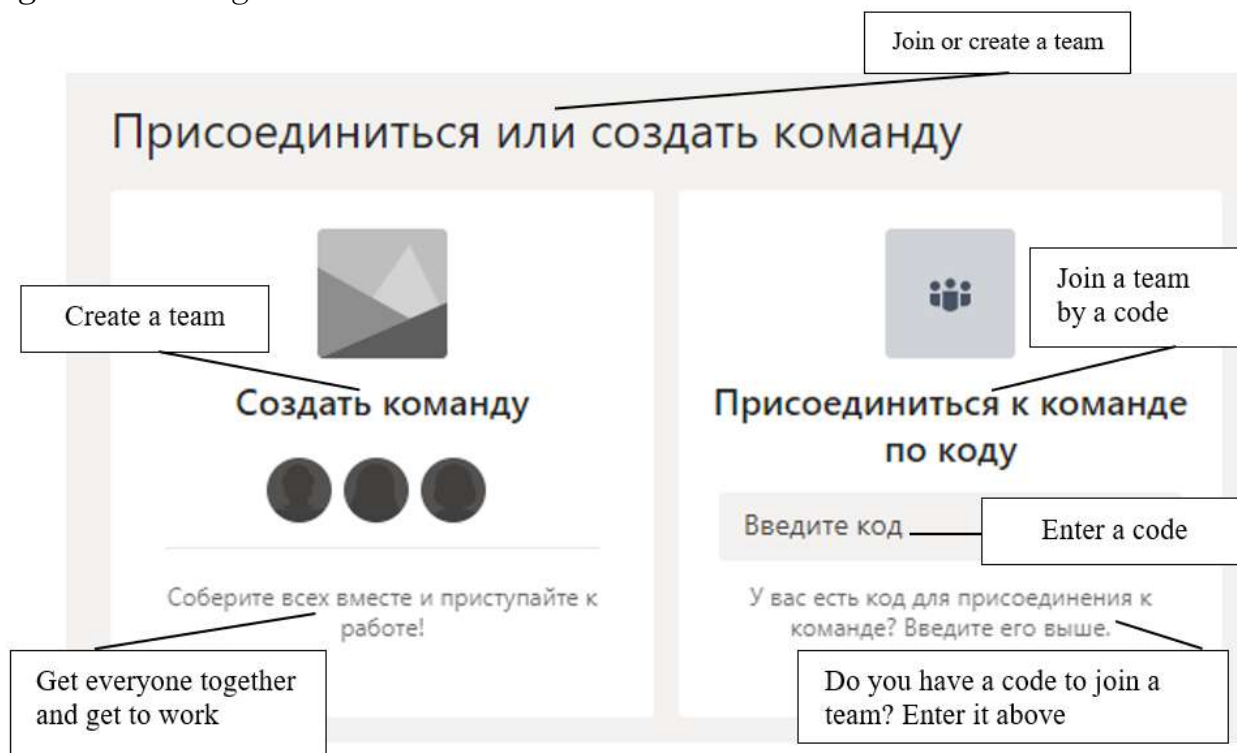 Join or create a team
Присоединиться или создать команду
Create a team
Создать команду
Соберите всех вместе и приступайте к
работе!
Get everyone together
and get to work
Join a team
by a code
Присоединиться к команде
по коду
Введите код
Enter a code
У вас есть код для присоединения к
команде? Введите его выше.
Do you have a code to join a
team? Enter it above